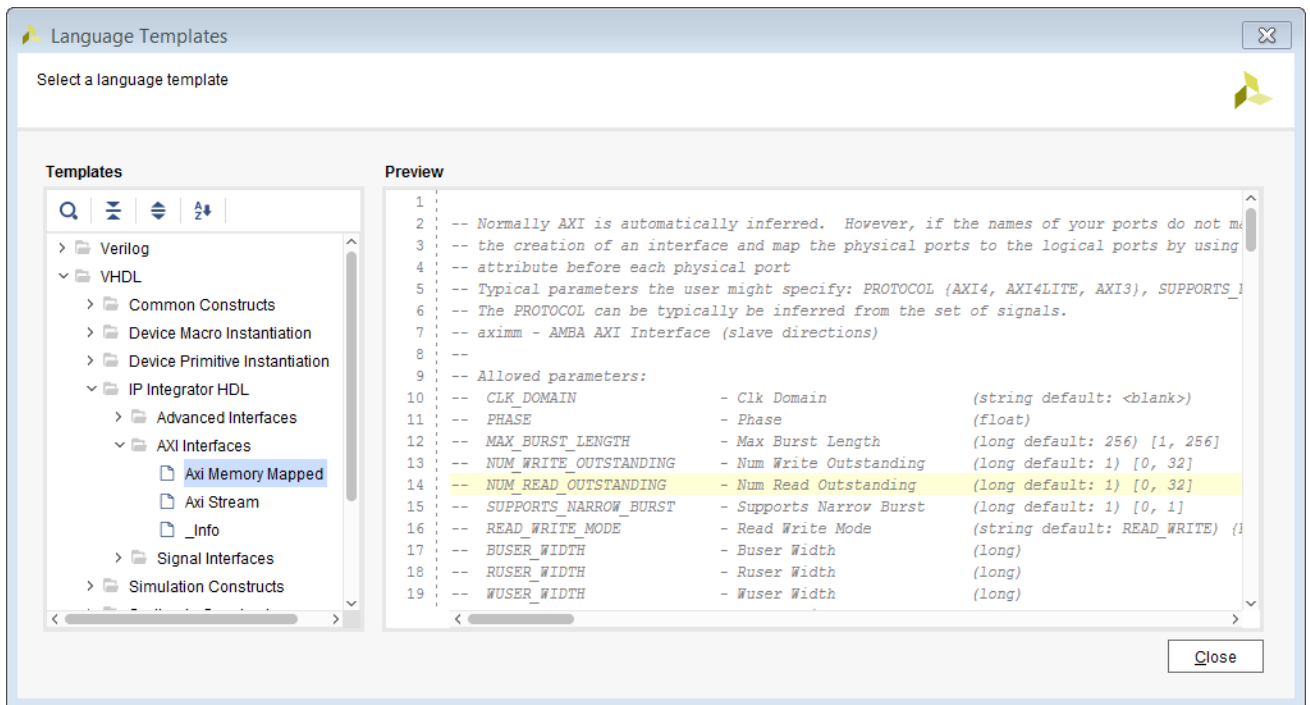 Language Templates
Select a language template
Templates
Verilog
VHDL
Common Constructs
Device Macro Instantiation
Device Primitive Instantiation
IP Integrator HDL
Advanced Interfaces
AXI Interfaces
Axi Memory Mapped
Axi Stream
_Info
Signal Interfaces
Simulation Constructs
Preview
1
2 -- Normally AXI is automatically inferred. However, if the names of your ports do not
3 -- the creation of an interface and map the physical ports to the logical ports by using
4 -- attribute before each physical port
5 -- Typical parameters the user might specify: PROTOCOL {AXI4, AXI4LITE, AXI3},
6 -- The PROTOCOL can be typically be inferred from the set of signals.
7 -- aximm - AMBA AXI Interface (slave directions)
8 --
9 -- Allowed parameters:
10 -- CLK_DOMAIN - Clk Domain (string default: <blank>)
11 -- PHASE - Phase (float)
12 -- MAX_BURST_LENGTH - Max Burst Length (long default: 256) [1, 256]
13 -- NUM_WRITE_OUTSTANDING - Num Write Outstanding (long default: 1) [0, 32]
14 -- NUM_READ_OUTSTANDING - Num Read Outstanding (long default: 1) [0, 32]
15 -- SUPPORTS_NARROW_BURST - Supports Narrow Burst (long default: 1) [0, 1]
16 -- READ_WRITE_MODE - Read Write Mode (string default: READ_WRITE)
17 -- BUSER_WIDTH - Buser Width (long)
18 -- RUSER_WIDTH - Ruser Width (long)
19 -- WUSER_WIDTH - Wuser Width (long)
Close